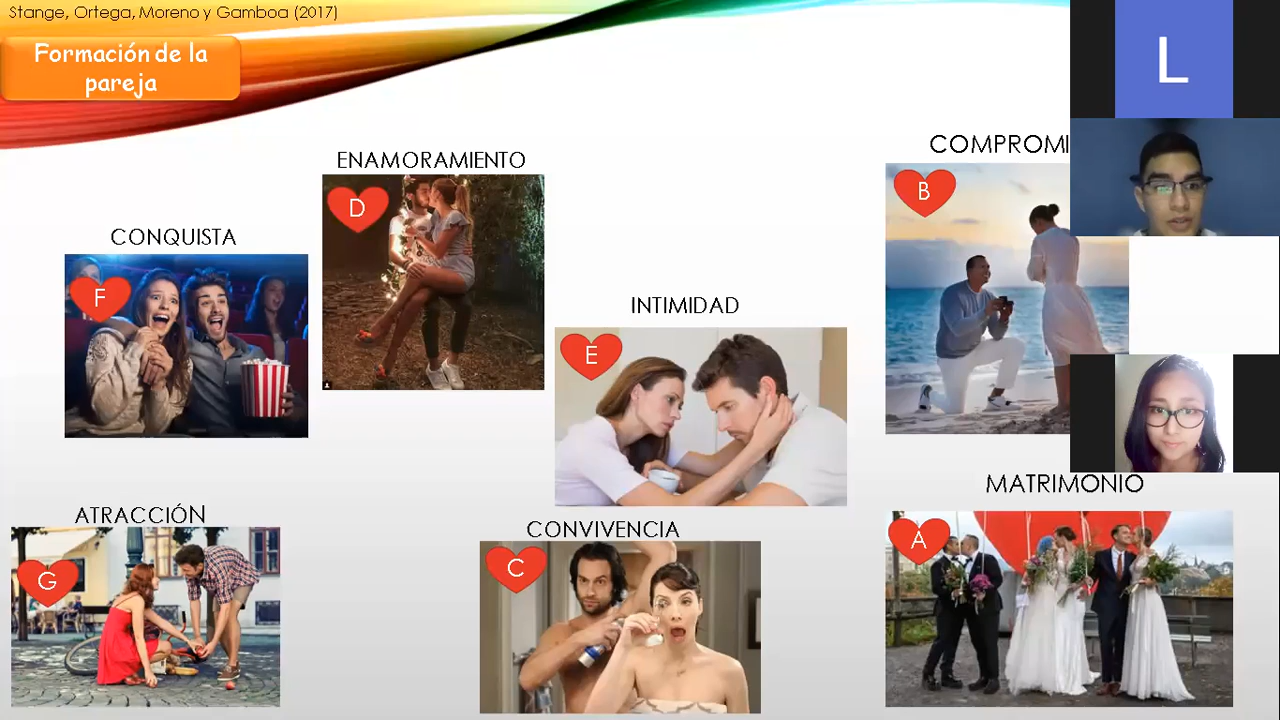 Stange, Ortega, Moreno y Gamboa (2017)
Formación de la
pareja
ENAMORAMIENTO
D
COMPROMI
B
L
CONQUISTA
F
INTIMIDAD
E
ATRACCIÓN
G
CONVIVENCIA
C
MATRIMONIO
A